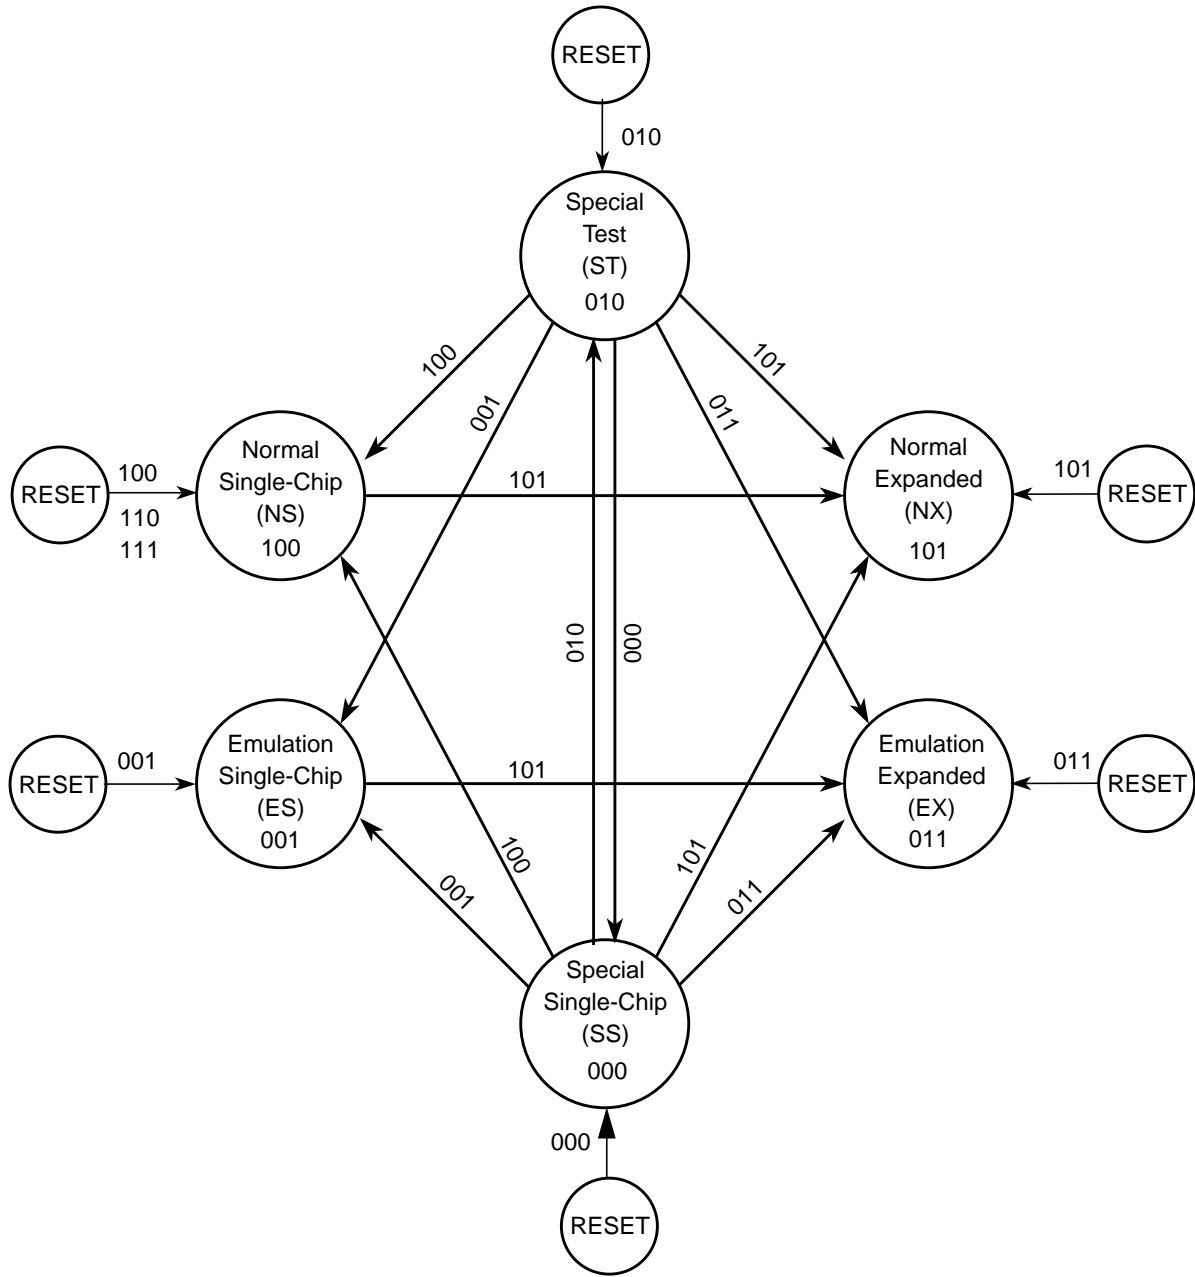 RESET
010
Special
Test
(ST)
010
100
001
101
011
Normal
Single-Chip
(NS)
100
RESET
100
110
111
101
Normal
Expanded
(NX)
101
101
RESET
010
000
Emulation
Single-Chip
(ES)
001
RESET
001
101
Emulation
Expanded
(EX)
011
011
RESET
001
100
101
011
Special
Single-Chip
(SS)
000
000
RESET